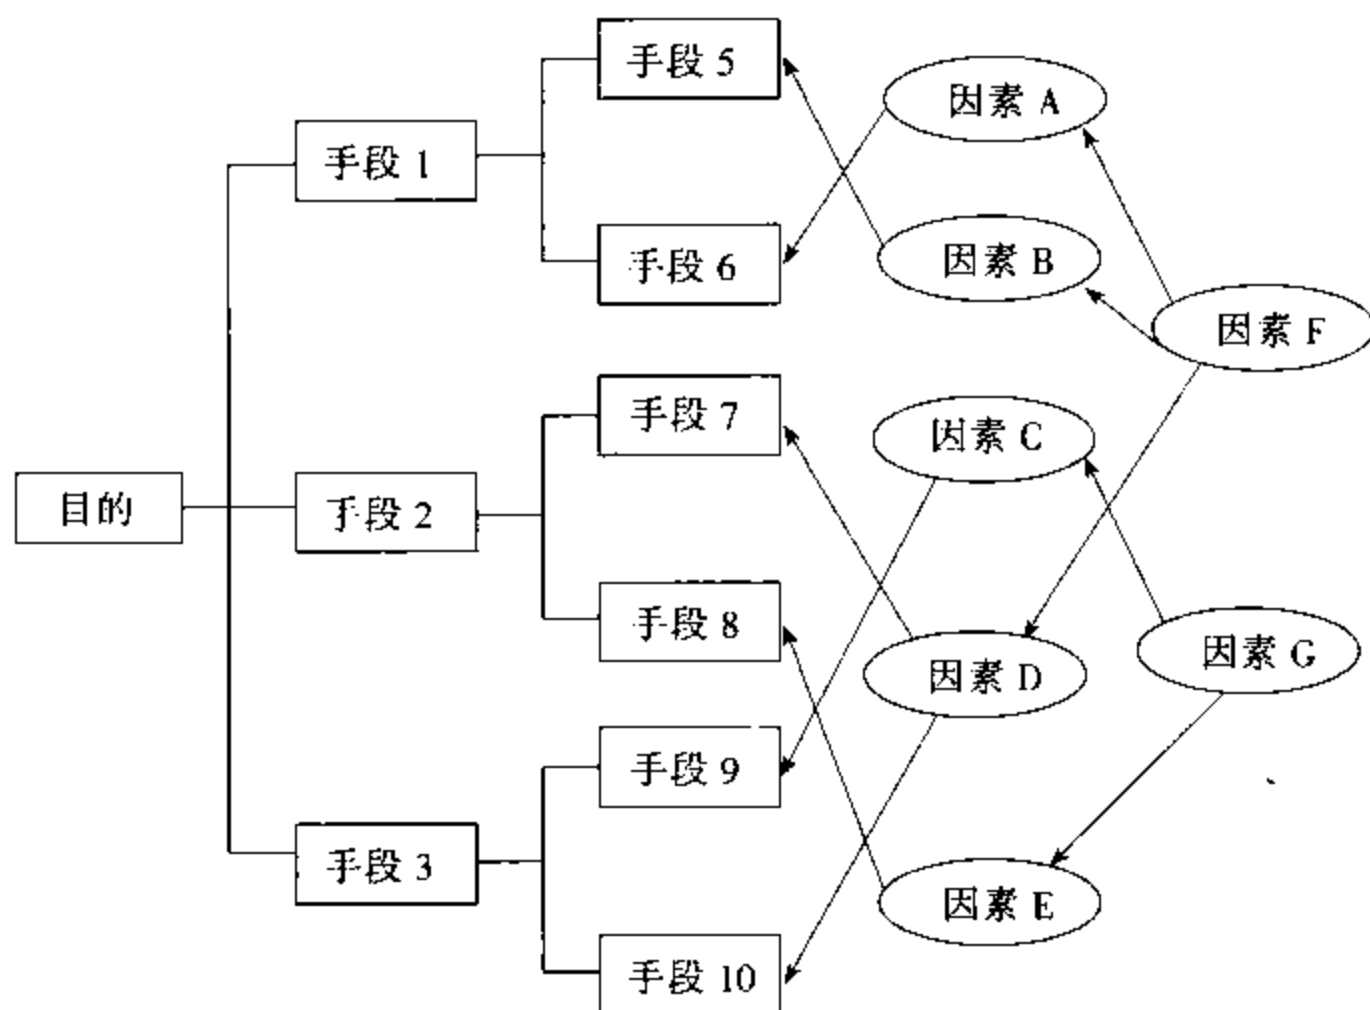 目的
手段 1
手段 2
手段 3
手段 5
手段 6
手段 7
手段 8
手段 9
手段 10
因素 A
因素 B
因素 C
因素 D
因素 E
因素 F
因素 G